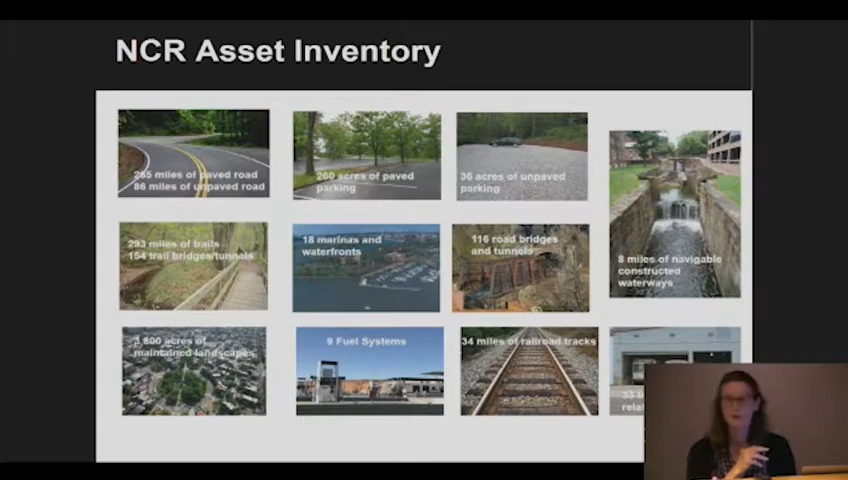 NCR Asset Inventory
265 miles of paved road
86 miles of unpaved road
260 acres of paved
parking
36 acres of unpaved
parking
293 miles of trails
154 trail bridges/tunnals
18 marinas and
waterfronts
116 road bridges
and tunnels
8 miles of navigable
constructed
waterways
3,800 acres of
maintained landscapes
9 Fuel Systems
34 miles of railroad tracks
33